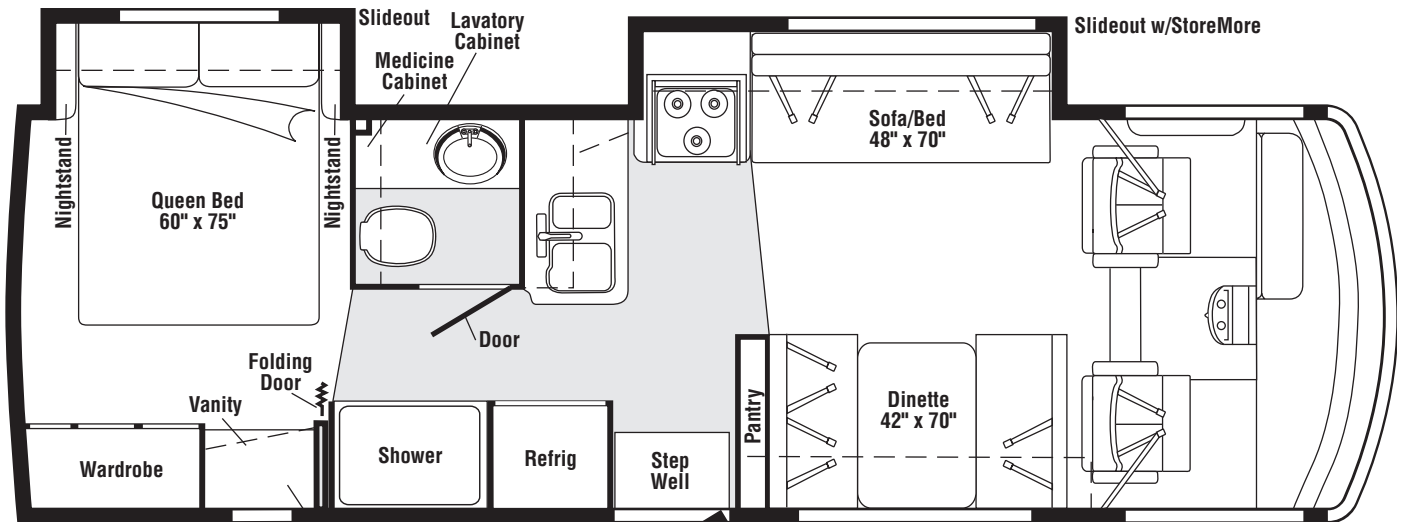 Slideout
Lavatory
Cabinet
Medicine
Cabinet
Slideout w/StoreMore
Nightstand
Queen Bed
60" x 75"
Nightstand
Sofa/Bed
48" x 70"
Door
Folding
Door
Vanity
Wardrobe
Shower
Refrig
Step
Well
Pantry
Dinette
42" x 70"